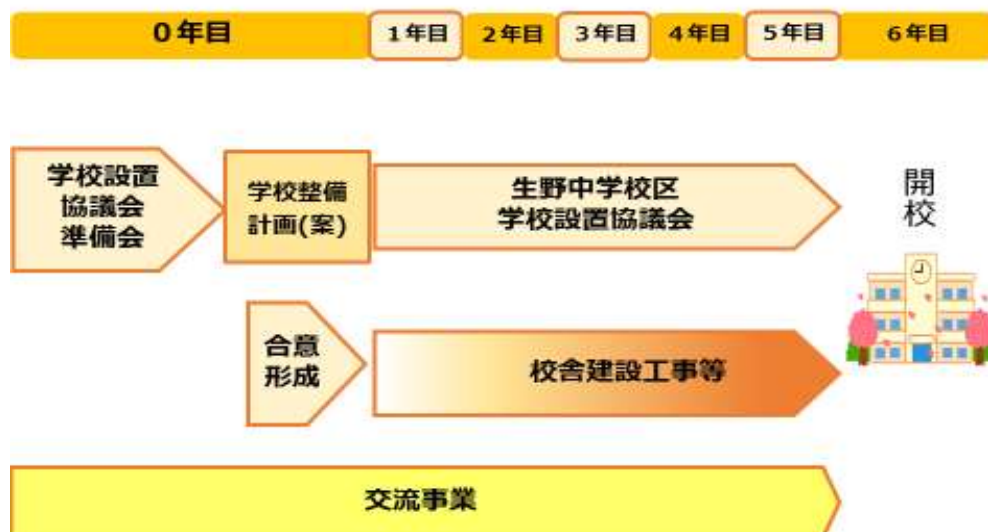 0年目
1年目
2年目
3年目
4年目
5年目
6年目
学校設置
協議会
準備会
学校整備
計画(案)
生野中学校区
学校設置協議会
開校
合意
形成
校舎建設工事等
交流事業